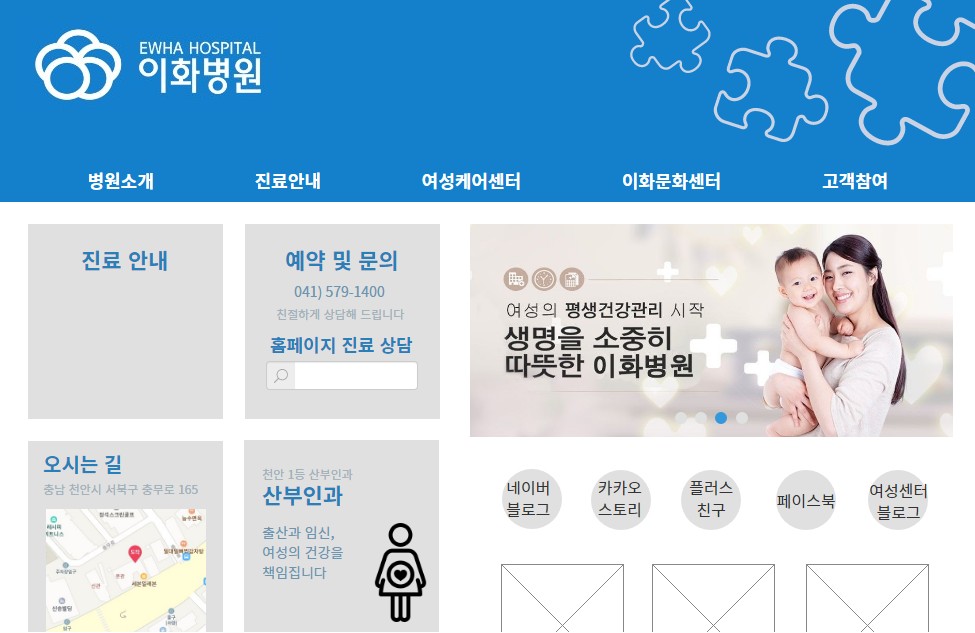 EWHA HOSPITAL
이화병원
병원소개
진료안내
여성케어센터
이화문화센터
고객참여
진료 안내
예약 및 문의
041) 579-1400
친절하게 상담해 드립니다
홈페이지 진료 상담
여성의 평생건강관리 시작
생명을 소중히
따뜻한 이화병원
오시는 길
충남 천안시 서북구 충무로 165
천안 1등 산부인과
산부인과
출산과 임신,
여성의 건강을
책임집니다
네이버
블로그
카카오
스토리
플러스
친구
페이스북
여성센터
블로그